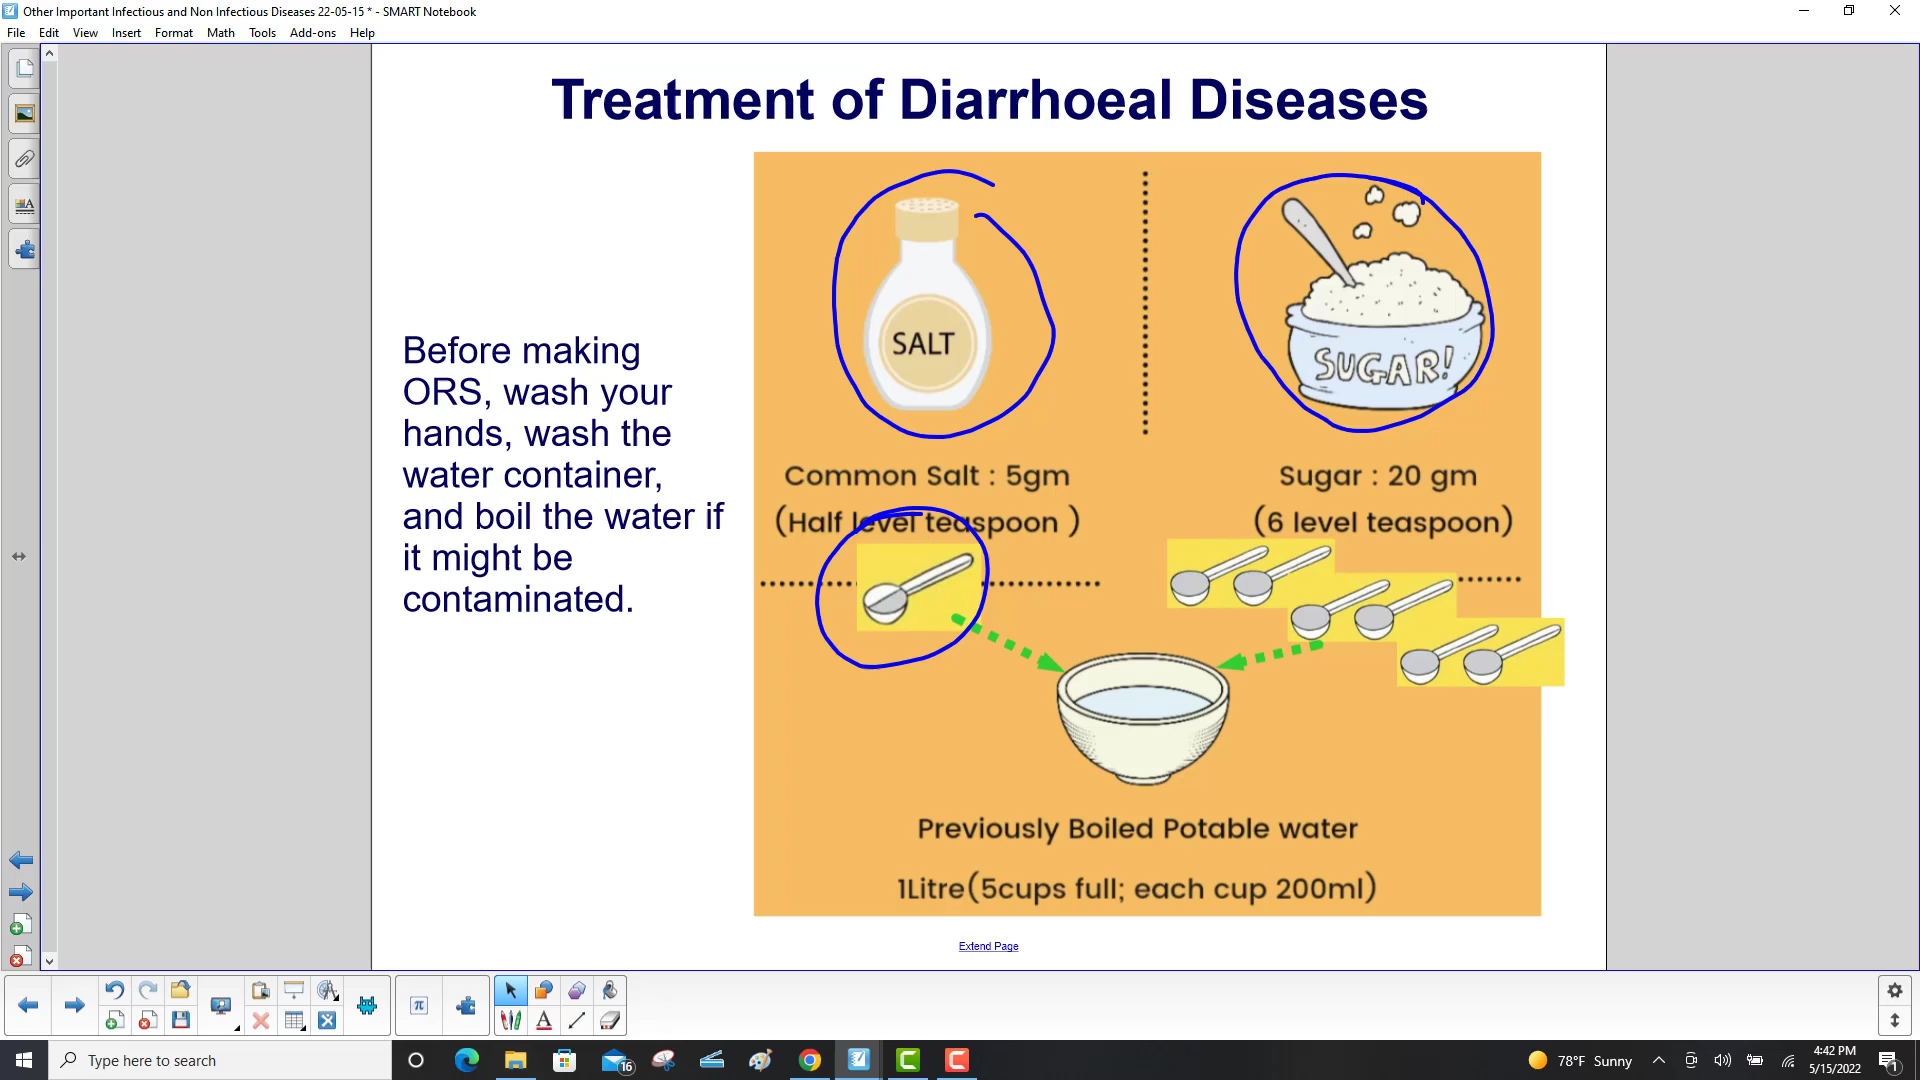 Other Important Infectious and Non Infectious Diseases 22-05-15 * - SMART Notebook
File Edit View Insert Format Math Tools Add-ons Help
Treatment of Diarrhoeal Diseases
Before making
ORS, wash your
hands, wash the
water container,
and boil the water if
it might be
contaminated.
SALT
SUGAR!
Common Salt : 5gm
(Half level teaspoon )
Sugar : 20 gm
(6 level teaspoon)
Previously Boiled Potable water
1Litre(5cups full; each cup 200ml)
Extend Page
π
A
Type here to search
16
78°F Sunny
4:42 PM
5/15/2022
1